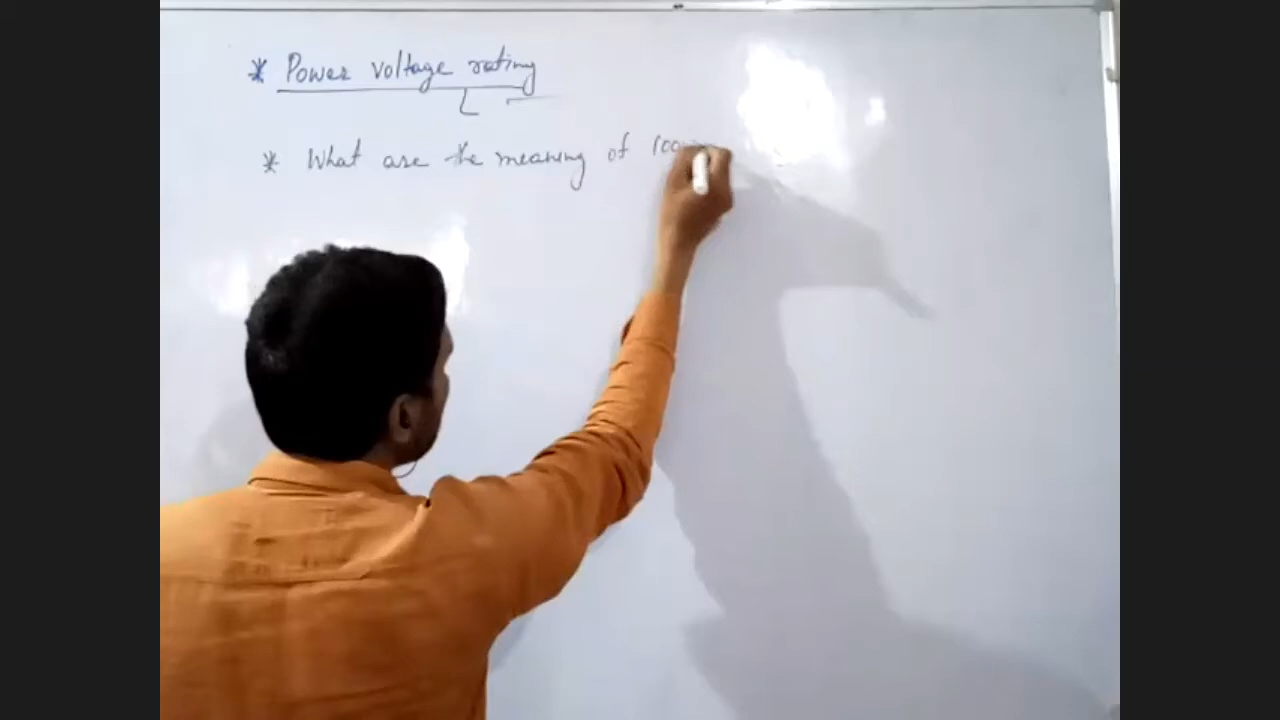 * Power voltage rating
* What are the meaning of 100